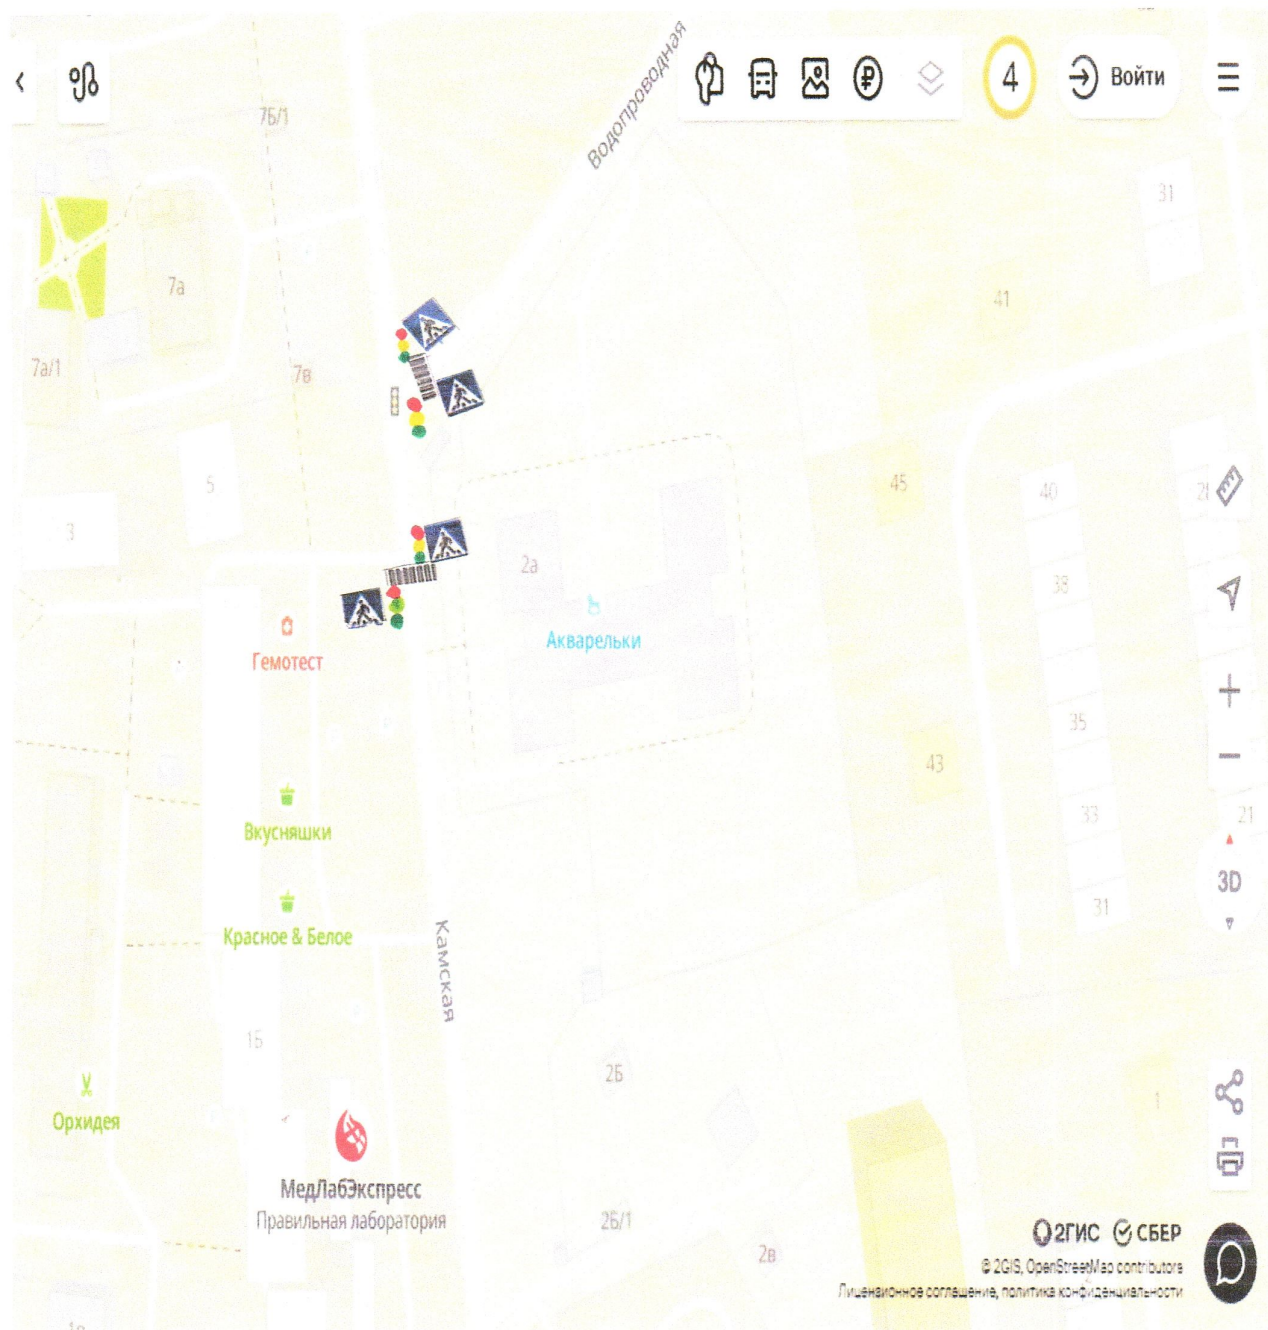 Водопроводная
4
Войти
7Б/1
31
7а
41
7а/1
7в
5
45
40
3
2а
38
Акварельки
Гемотест
35
43
Вкусняшки
33
21
3D
31
Красное & Белое
Камская
1Б
2Б
Орхидея
1
МедЛабЭкспресс
Правильная лаборатория
2Б/1
2в
2ГИС СБЕР
© 2GIS, OpenStreetMap contributors
Лицензионное соглашение, политика конфиденциальности